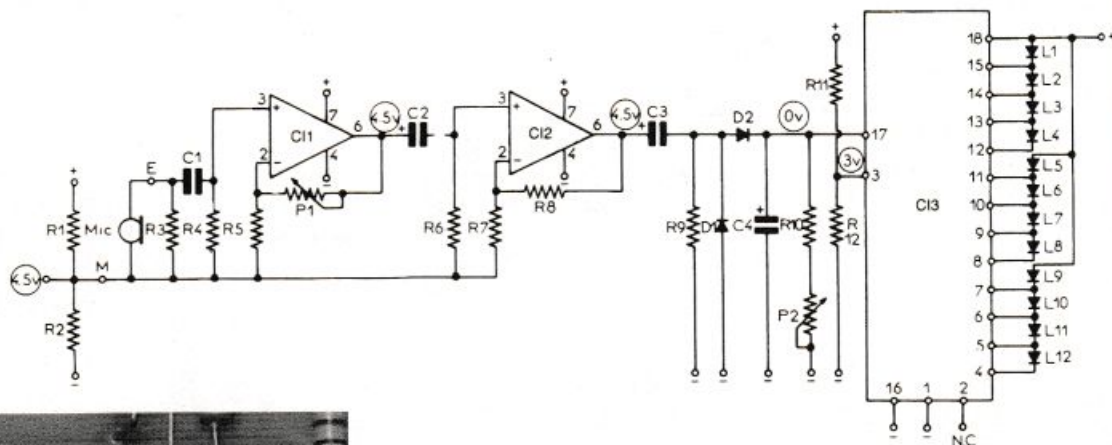 +
R1
4.5v
R2
-
Mic
E
M
C1
R3
R4
R5
3
+
2
-
CI1
+
7
6
4
-
P1
4.5v
+
C2
R6
R7
3
+
2
-
CI2
+
7
6
4
-
R8
4.5v
+
C3
R9
D1
D2
+
C4
R10
P2
0v
+
R11
3v
R
12
-
-
-
-
17
3
CI3
18
15
14
13
12
11
10
9
8
7
6
5
4
+
L1
L2
L3
L4
L5
L6
L7
L8
L9
L10
L11
L12
16
1
2
-
-
NC